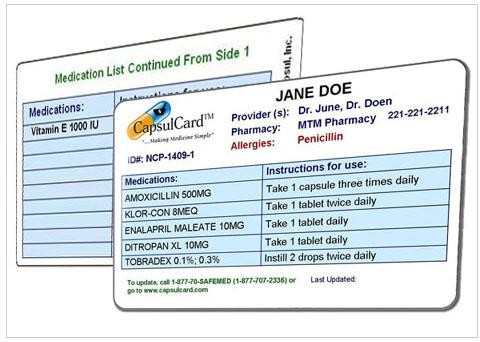 Medication List Continued From Side 1
Medications:
Vitamin E 1000 IU
psul, Inc.
JANE DOE
CapsulCard™
"...Making Medicine Simple"
Provider (s): Dr. June, Dr. Doen
Pharmacy: MTM Pharmacy 221-221-2211
Allergies: Penicillin
ID#: NCP-1409-1
Medications: Instructions for use:
AMOXICILLIN 500MG Take 1 capsule three times daily
KLOR-CON 8MEQ Take 1 tablet twice daily
ENALAPRIL MALEATE 10MG Take 1 tablet daily
DITROPAN XL 10MG Take 1 tablet daily
TOBRADEX 0.1%; 0.3% Instill 2 drops twice daily
To update, call 1-877-70-SAFEMED (1-877-707-2336) or
go to www.capsulcard.com
Last Updated: